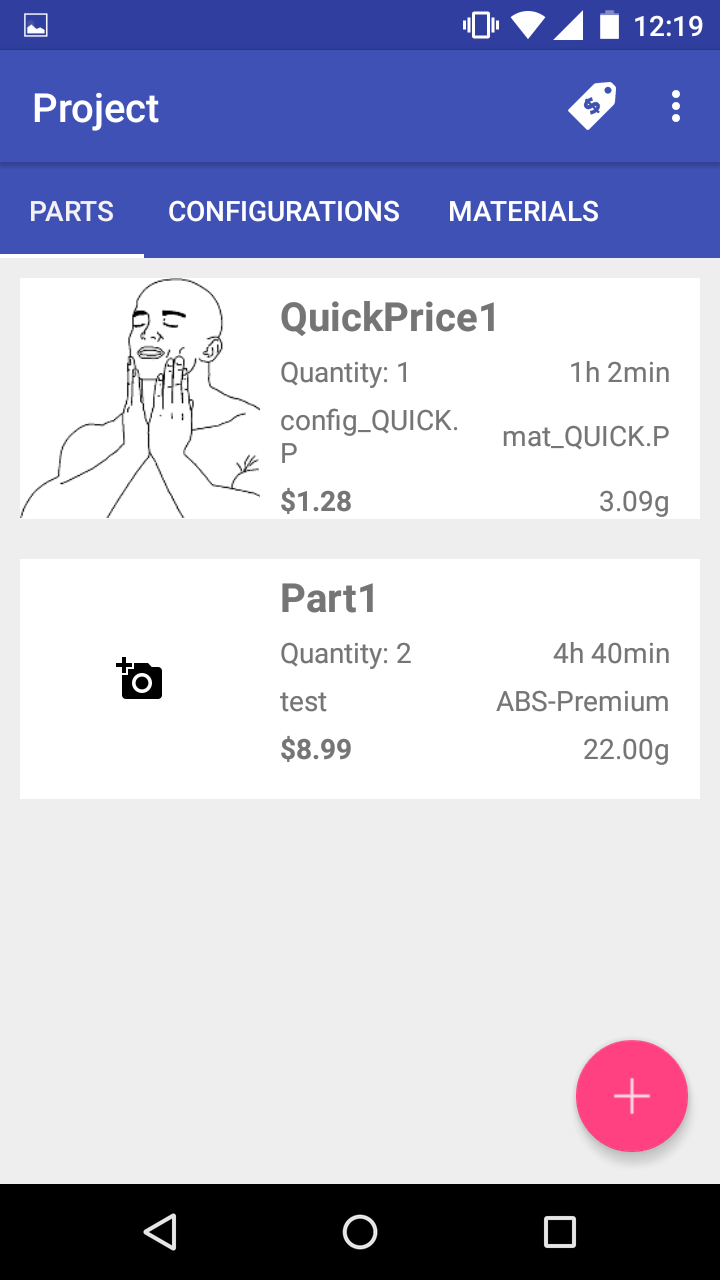 12:19
Project
PARTS CONFIGURATIONS MATERIALS
QuickPrice1
Quantity: 1 1h 2min
config_QUICK.
P mat_QUICK.P
$1.28 3.09g
Part1
Quantity: 2 4h 40min
test ABS-Premium
$8.99 22.00g